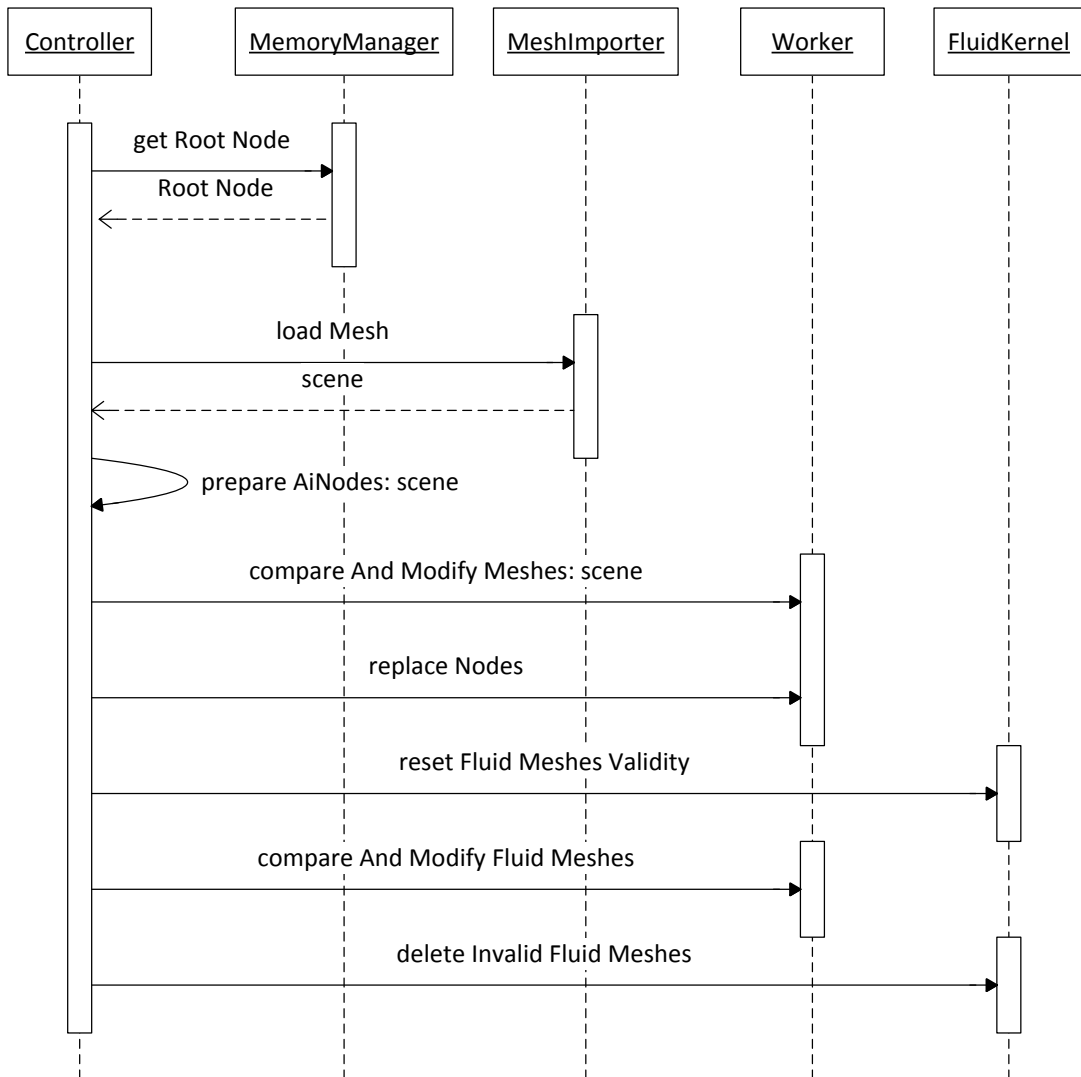 Controller
MemoryManager
MeshImporter
Worker
FluidKernel
get Root Node
Root Node
load Mesh
scene
prepare AiNodes: scene
compare And Modify Meshes: scene
replace Nodes
reset Fluid Meshes Validity
compare And Modify Fluid Meshes
delete Invalid Fluid Meshes